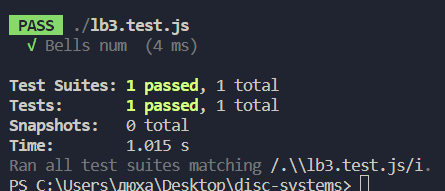 PASS ./lb3.test.js
√ Bells num (4 ms)
Test Suites: 1 passed, 1 total
Tests: 1 passed, 1 total
Snapshots: 0 total
Time: 1.015 s
Ran all test suites matching /.\\lb3.test.js/i.
PS C:\Users\дюха\Desktop\disc-systems>